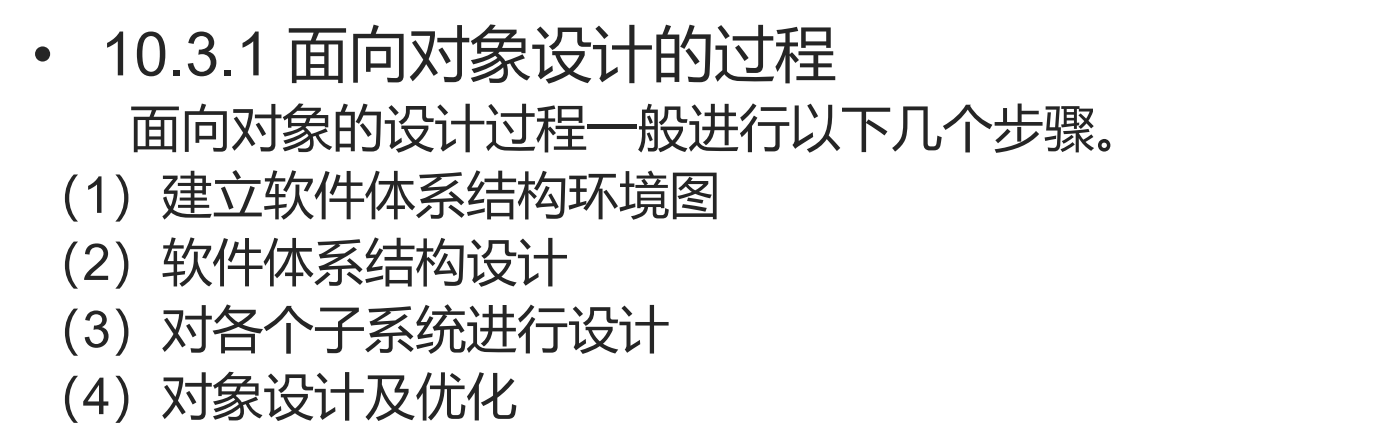 • 10.3.1 面向对象设计的过程
面向对象的设计过程一般进行以下几个步骤。
（1）建立软件体系结构环境图
（2）软件体系结构设计
（3）对各个子系统进行设计
（4）对象设计及优化